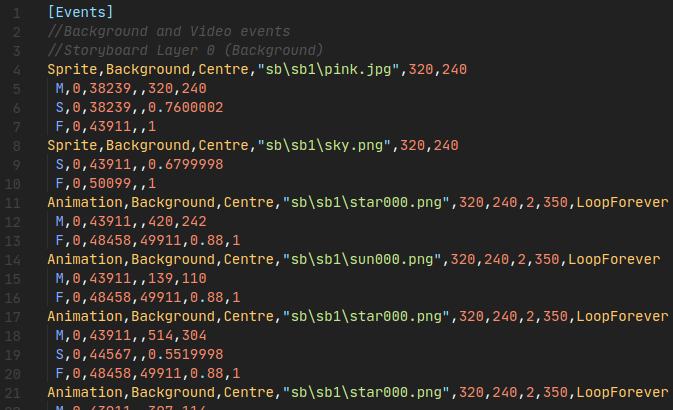 1 [Events]
2 //Background and Video events
3 //Storyboard Layer 0 (Background)
4 Sprite,Background,Centre,"sb\sb1\pink.jpg",320,240
5 M,0,38239,,320,240
6 S,0,38239,,0.7600002
7 F,0,43911,,1
8 Sprite,Background,Centre,"sb\sb1\sky.png",320,240
9 S,0,43911,,0.6799998
10 F,0,50099,,1
11 Animation,Background,Centre,"sb\sb1\star000.png",320,240,2,350,LoopForever
12 M,0,43911,,420,242
13 F,0,48458,49911,0.88,1
14 Animation,Background,Centre,"sb\sb1\sun000.png",320,240,2,350,LoopForever
15 M,0,43911,,139,110
16 F,0,48458,49911,0.88,1
17 Animation,Background,Centre,"sb\sb1\star000.png",320,240,2,350,LoopForever
18 M,0,43911,,514,304
19 S,0,44567,,0.5519998
20 F,0,48458,49911,0.88,1
21 Animation,Background,Centre,"sb\sb1\star000.png",320,240,2,350,LoopForever